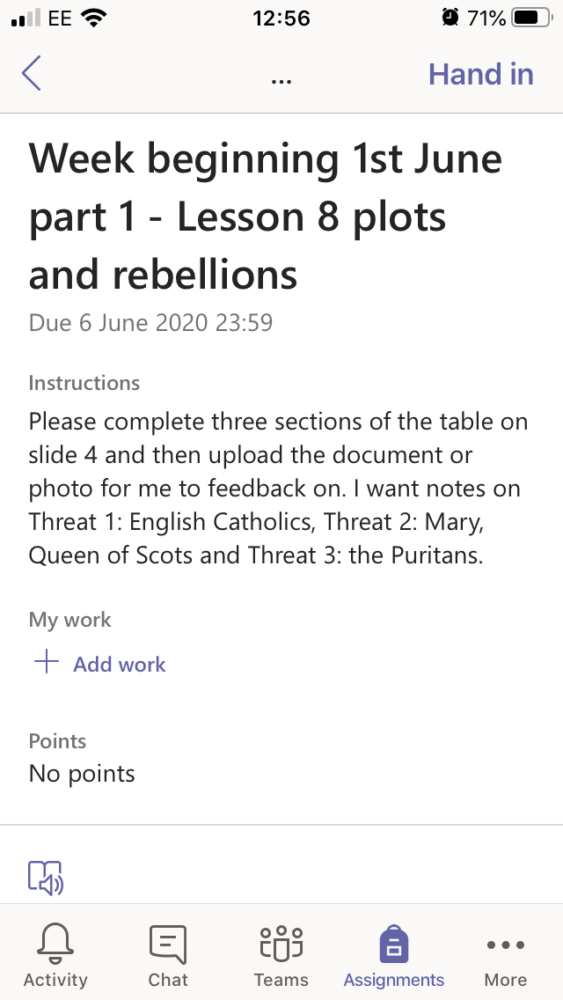 EE 12:56 71%
... Hand in
Week beginning 1st June
part 1 - Lesson 8 plots
and rebellions
Due 6 June 2020 23:59
Instructions
Please complete three sections of the table on
slide 4 and then upload the document or
photo for me to feedback on. I want notes on
Threat 1: English Catholics, Threat 2: Mary,
Queen of Scots and Threat 3: the Puritans.
My work
+ Add work
Points
No points
Activity Chat Teams Assignments More